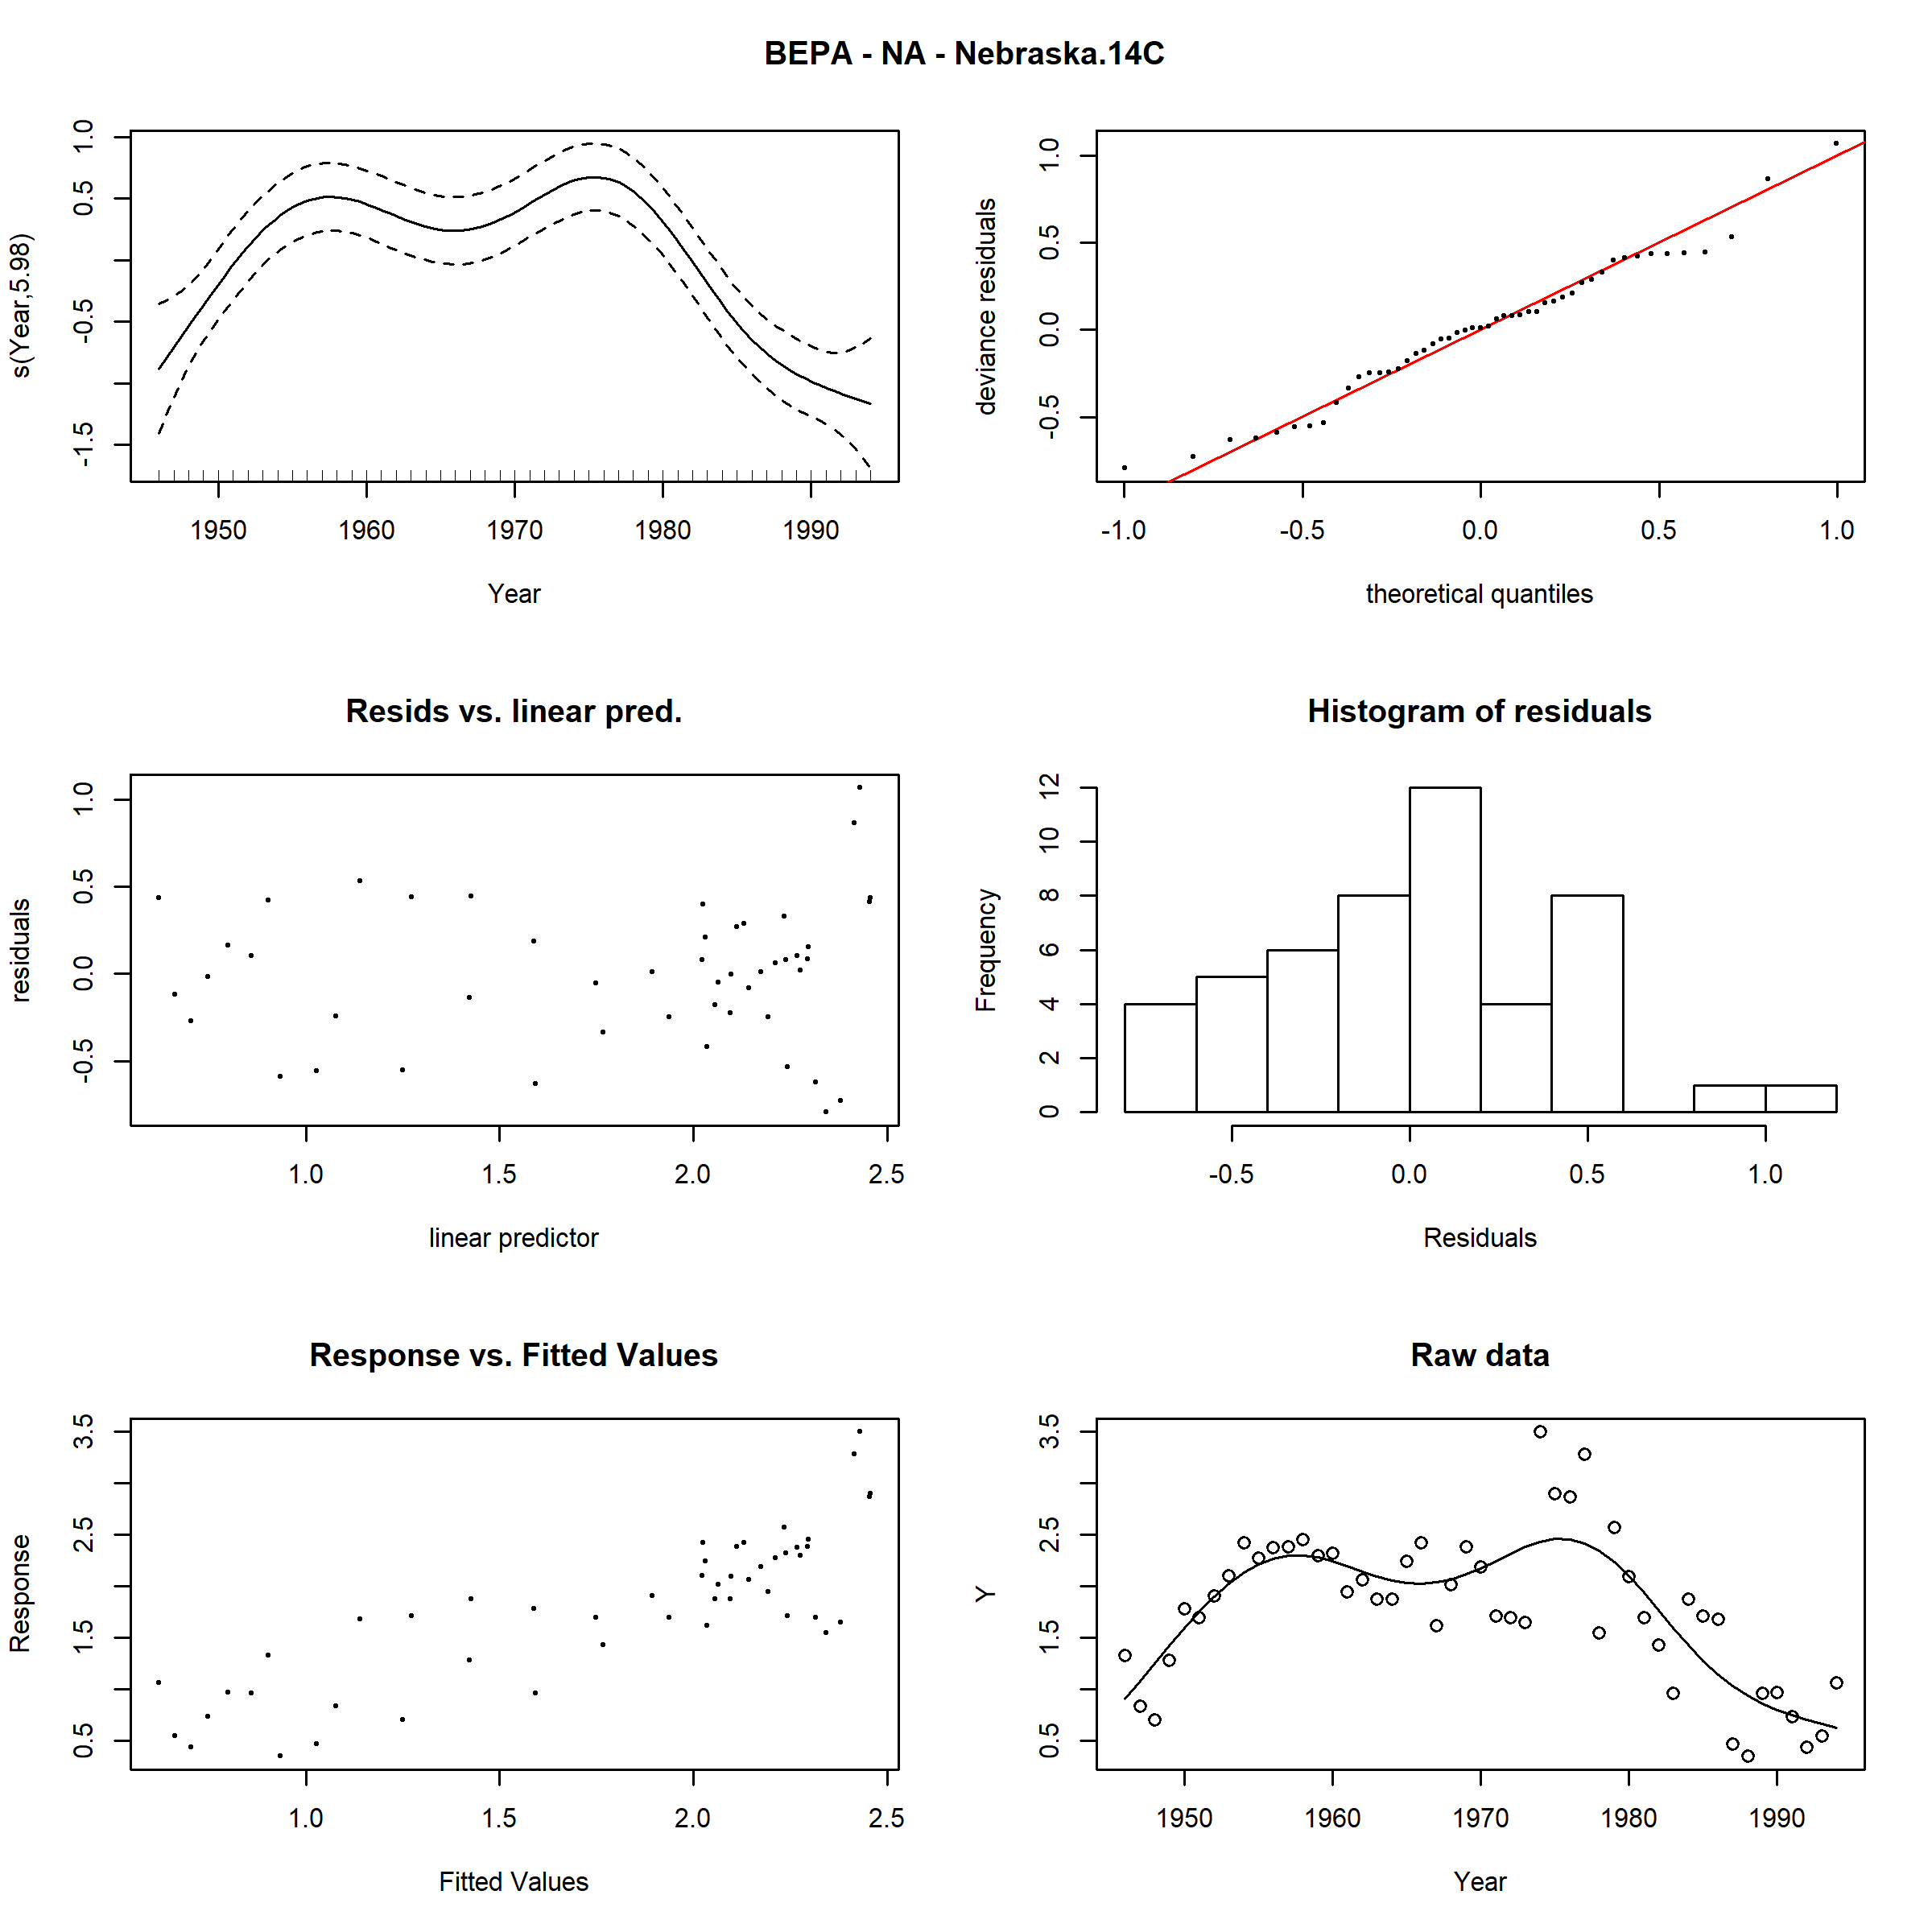 BEPA - NA - Nebraska.14C
s(Year,5.98)
1.0
0.5
-0.5
-1.5
1950 1960 1970 1980 1990
Year
deviance residuals
1.0
0.5
0.0
-0.5
-1.0 -0.5 0.0 0.5 1.0
theoretical quantiles
Resids vs. linear pred.
residuals
1.0
0.5
0.0
-0.5
1.0 1.5 2.0 2.5
linear predictor
Histogram of residuals
Frequency
12
10
8
6
4
2
0
-0.5 0.0 0.5 1.0
Residuals
Response vs. Fitted Values
Response
3.5
2.5
1.5
0.5
1.0 1.5 2.0 2.5
Fitted Values
Raw data
Y
3.5
2.5
1.5
0.5
1950 1960 1970 1980 1990
Year